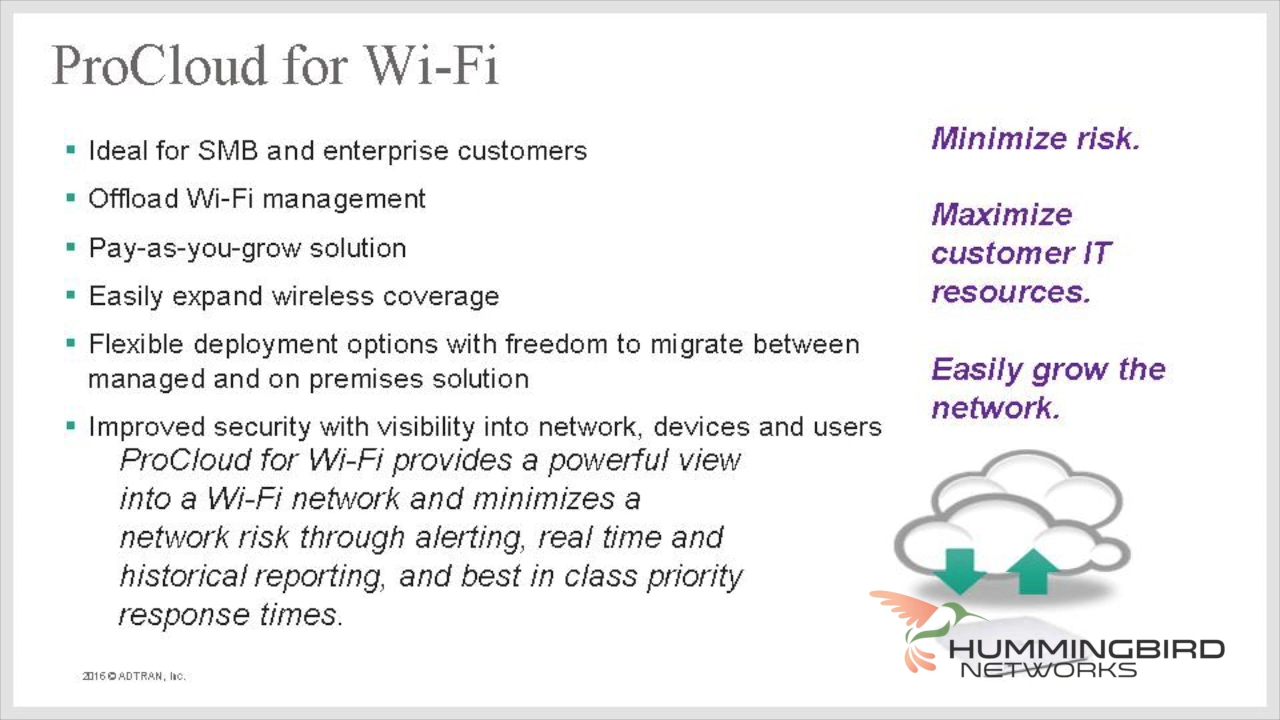 ProCloud for Wi-Fi
▪ Ideal for SMB and enterprise customers
▪ Offload Wi-Fi management
▪ Pay-as-you-grow solution
▪ Easily expand wireless coverage
▪ Flexible deployment options with freedom to migrate between
managed and on premises solution
▪ Improved security with visibility into network, devices and users
ProCloud for Wi-Fi provides a powerful view
into a Wi-Fi network and minimizes a
network risk through alerting, real time and
historical reporting, and best in class priority
response times.
Minimize risk.
Maximize
customer IT
resources.
Easily grow the
network.
HUMMINGBIRD
NETWORKS
2016 © ADTRAN, Inc.